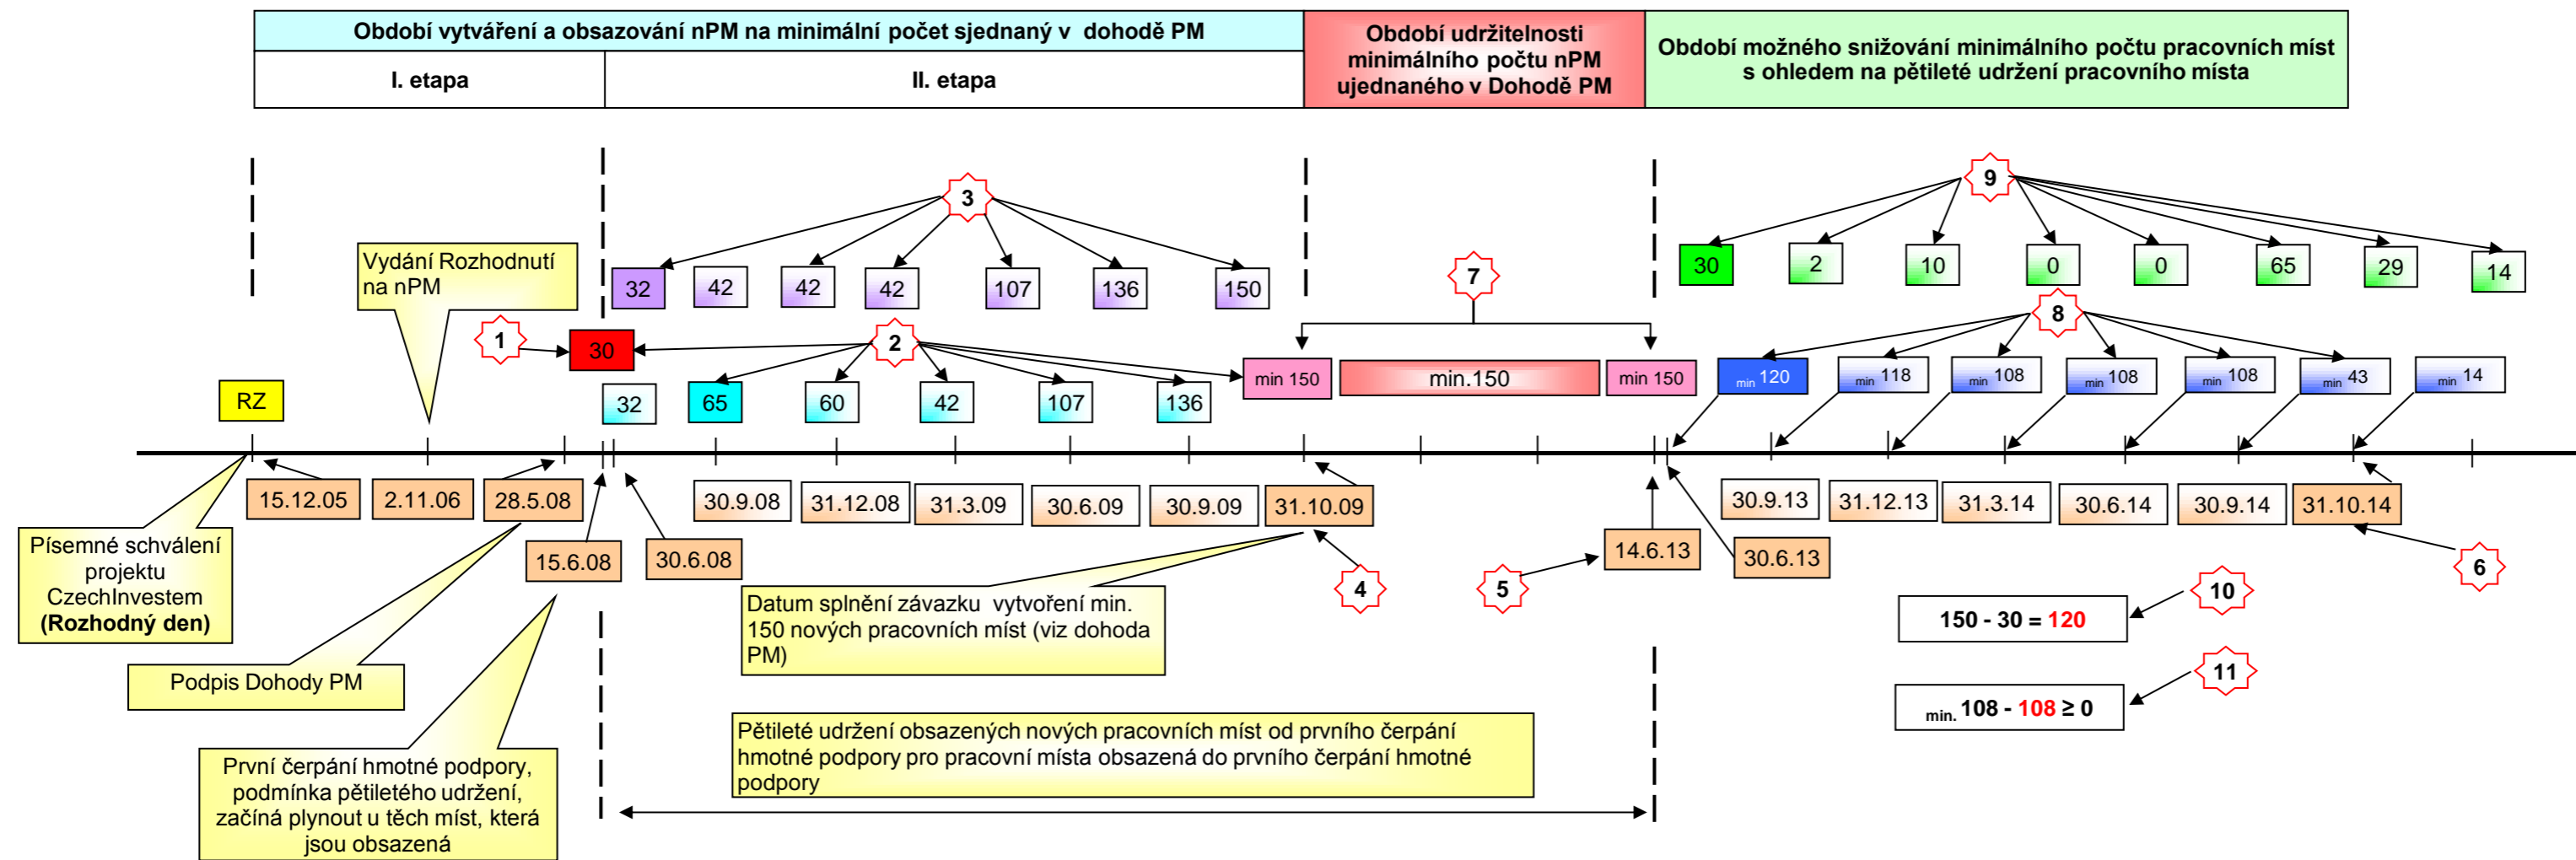 Období vytváření a obsazování nPM na minimální počet sjednaný v dohodě PM
I. etapa
II. etapa
Období udržitelnosti
minimálního počtu nPM
ujednaného v Dohodě PM
Období možného snižování minimálního počtu pracovních míst
s ohledem na pětileté udržení pracovního místa
3
9
Vydání Rozhodnutí
na nPM
32
42
42
42
107
136
150
7
30
2
10
0
0
65
29
14
1
30
2
8
RZ
32
65
60
42
107
136
min 150
min.150
min 150
min 120
min 118
min 108
min 108
min 108
min 43
min 14
15.12.05
2.11.06
28.5.08
30.9.08
31.12.08
31.3.09
30.6.09
30.9.09
31.10.09
30.9.13
31.12.13
31.3.14
30.6.14
30.9.14
31.10.14
15.6.08
30.6.08
14.6.13
30.6.13
Písemné schválení
projektu
CzechInvestem
(Rozhodný den)
4
5
6
Datum splnění závazku vytvoření min.
150 nových pracovních míst (viz dohoda
PM)
10
150 - 30 = 120
Podpis Dohody PM
11
min. 108 - 108 ≥ 0
Pětileté udržení obsazených nových pracovních míst od prvního čerpání
hmotné podpory pro pracovní místa obsazená do prvního čerpání hmotné
podpory
První čerpání hmotné podpory,
podmínka pětiletého udržení,
začíná plynout u těch míst, která
jsou obsazená